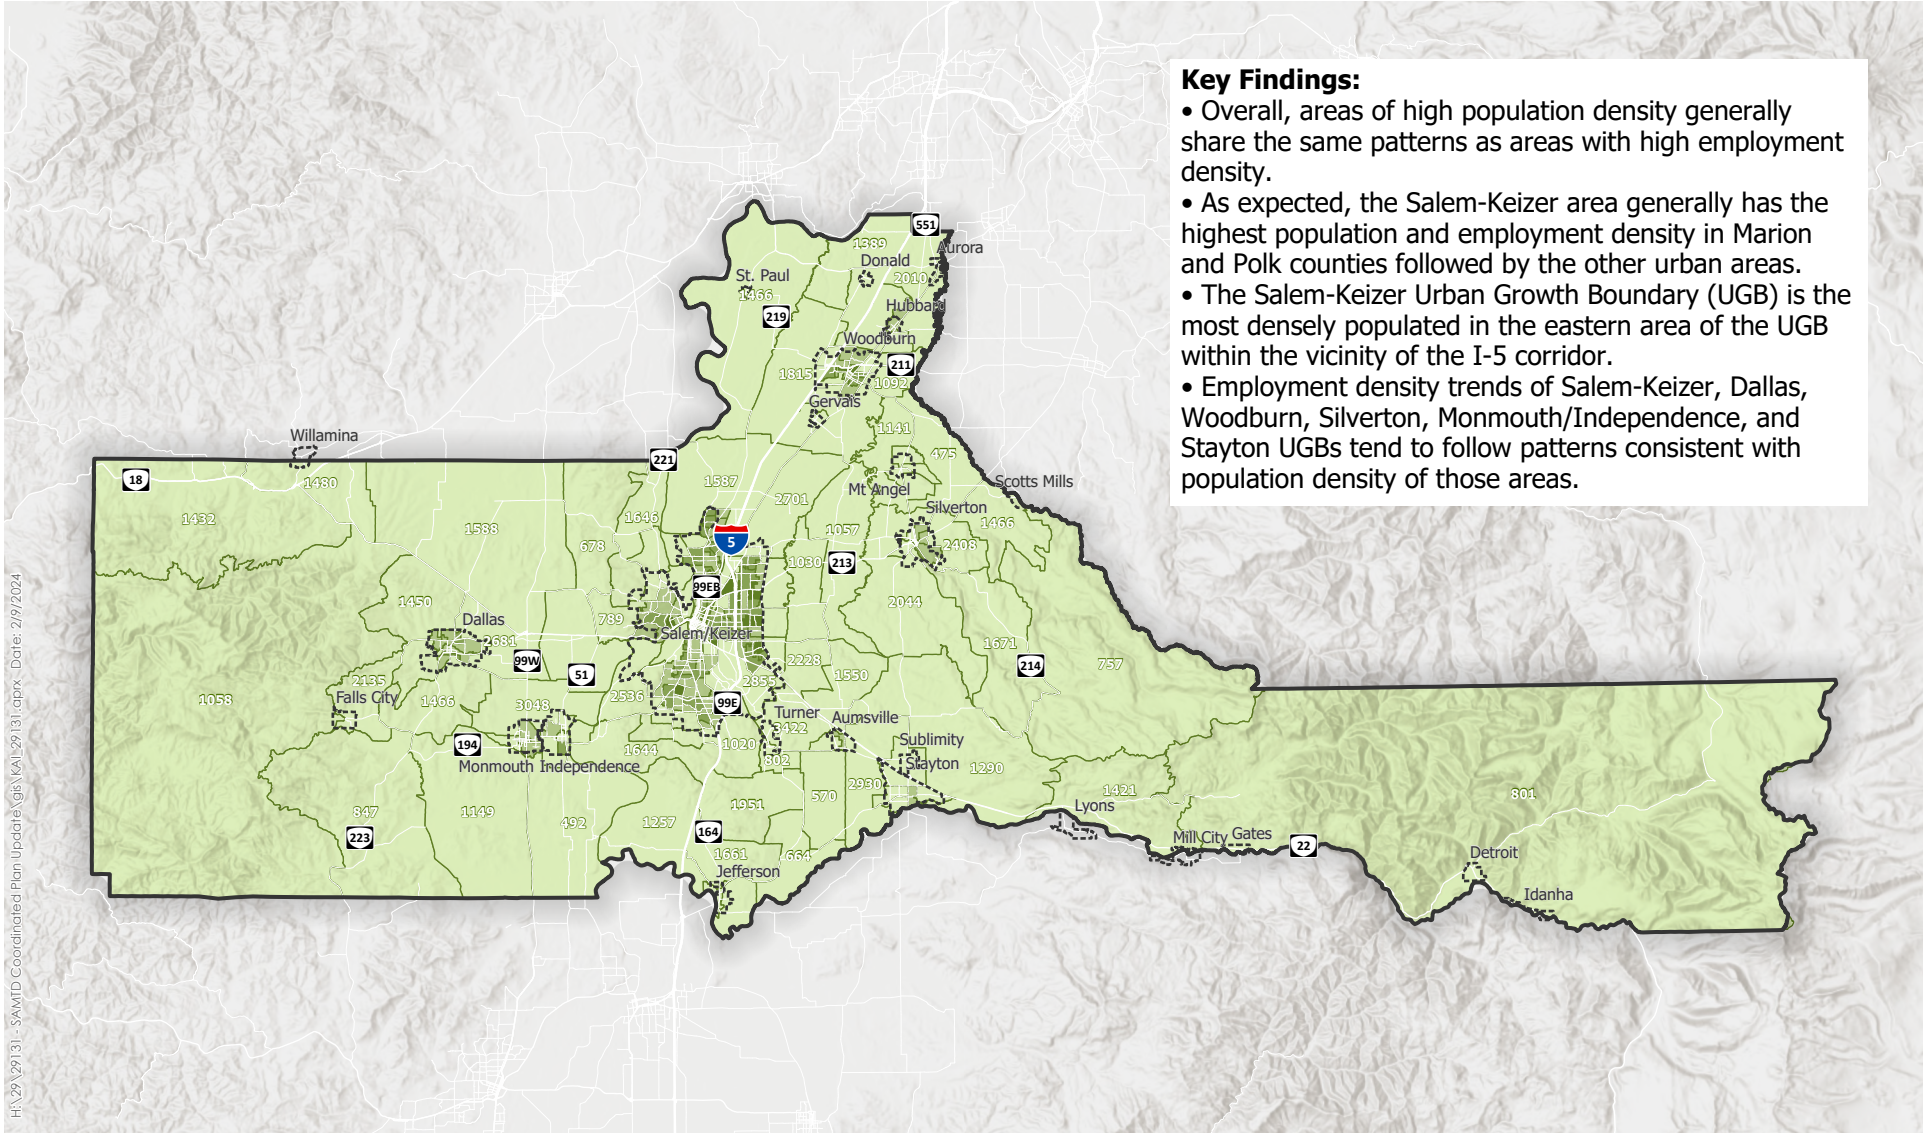 Key Findings:
• Overall, areas of high population density generally
share the same patterns as areas with high employment
density.
• As expected, the Salem-Keizer area generally has the
highest population and employment density in Marion
and Polk counties followed by the other urban areas.
• The Salem-Keizer Urban Growth Boundary (UGB) is the
most densely populated in the eastern area of the UGB
within the vicinity of the I-5 corridor.
• Employment density trends of Salem-Keizer, Dallas,
Woodburn, Silverton, Monmouth/Independence, and
Stayton UGBs tend to follow patterns consistent with
population density of those areas.
551
1389
Aurora
Donald
St. Paul
2010
1466
Hubbard
219
Woodburn
211
1815
1092
Gervais
1141
Willamina
221
475
18
1480
1587
Mt Angel
Scotts Mills
2701
Silverton
1432
1646
1466
1588
1057
5
678
2408
1030
213
99EB
1450
2044
Dallas
789
Salem/Keizer
2681
1671
99W
2228
757
214
51
1550
2135
2855
Falls City
2536
1058
1466
3048
99E
Turner
Aumsville
3422
194
1644
1020
Sublimity
802
Stayton
Monmouth Independence
1290
2930
1421
801
570
1951
Lyons
847
1149
492
1257
164
223
Mill City
Gates
22
1661
664
Detroit
Jefferson
Idanha
H:\29\29131 - SAMTD Coordinated Plan Update\gis\KAI_29131.aprx Date: 2/9/2024